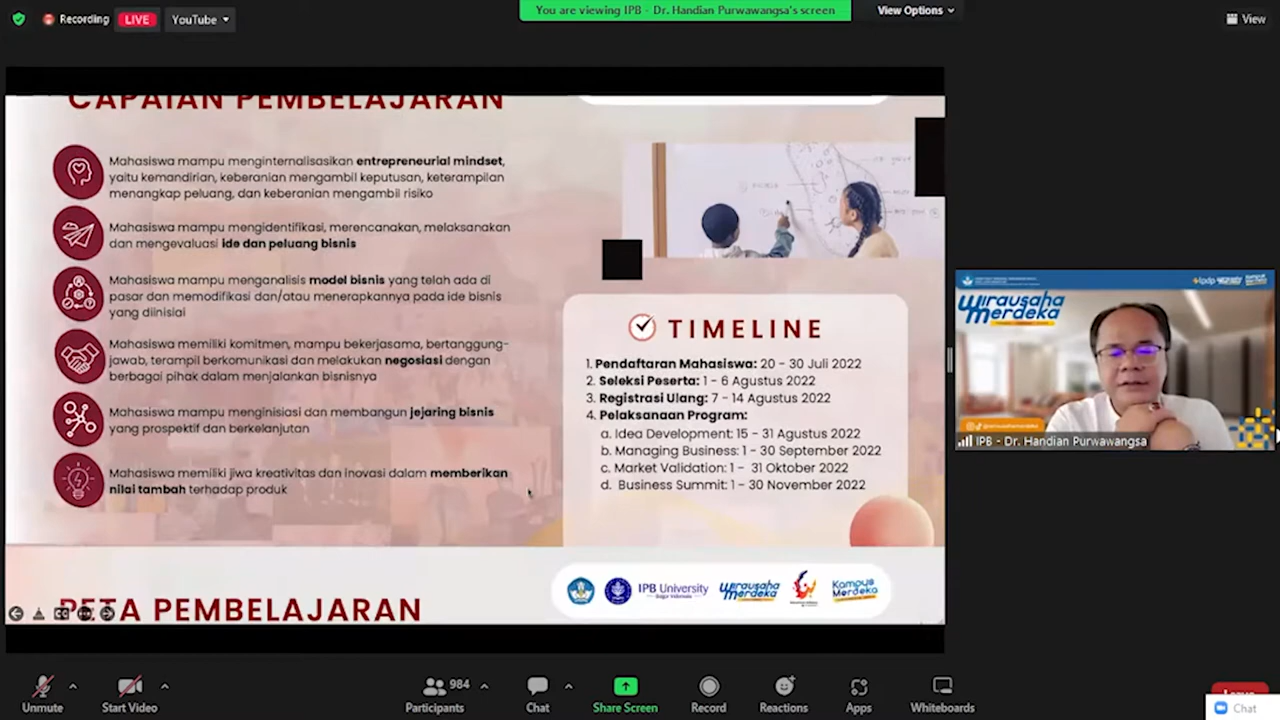 Recording
LIVE
YouTube
You are viewing IPB - Dr. Handian Purwawangsa's screen
View Options
View
CAPAIAN PEMBELAJARAN
Mahasiswa mampu menginternalisasikan entrepreneurial mindset,
yaitu kemandirian, keberanian mengambil keputusan, keterampilan
menangkap peluang, dan keberanian mengambil risiko
Mahasiswa mampu mengidentifikasi, merencanakan, melaksanakan
dan mengevaluasi ide dan peluang bisnis
Mahasiswa mampu menganalisis model bisnis yang telah ada di
pasar dan memodifikasi dan/atau menerapkannya pada ide bisnis
yang diinisiai
Mahasiswa memiliki komitmen, mampu bekerjasama, bertanggung-
jawab, terampil berkomunikasi dan melakukan negosiasi dengan
berbagai pihak dalam menjalankan bisnisnya
Mahasiswa mampu menginisiasi dan membangun jejaring bisnis
yang prospektif dan berkelanjutan
Mahasiswa memiliki jiwa kreativitas dan inovasi dalam memberikan
nilai tambah terhadap produk
TIMELINE
1. Pendaftaran Mahasiswa: 20 - 30 Juli 2022
2. Seleksi Peserta: 1 - 6 Agustus 2022
3. Registrasi Ulang: 7 - 14 Agustus 2022
4. Pelaksanaan Program:
a. Idea Development: 15 - 31 Agustus 2022
b. Managing Business: 1 - 30 September 2022
c. Market Validation: 1 - 31 Oktober 2022
d. Business Summit: 1 - 30 November 2022
PETA PEMBELAJARAN
IPB University
Bogor Indonesia
Wirausaha
Merdeka
Kampus
Merdeka
lpdp
Wirausaha
Merdeka
IPB - Dr. Handian Purwawangsa
Unmute
Start Video
Participants
984
Chat
Share Screen
Record
Reactions
Apps
Whiteboards
Leave
Chat